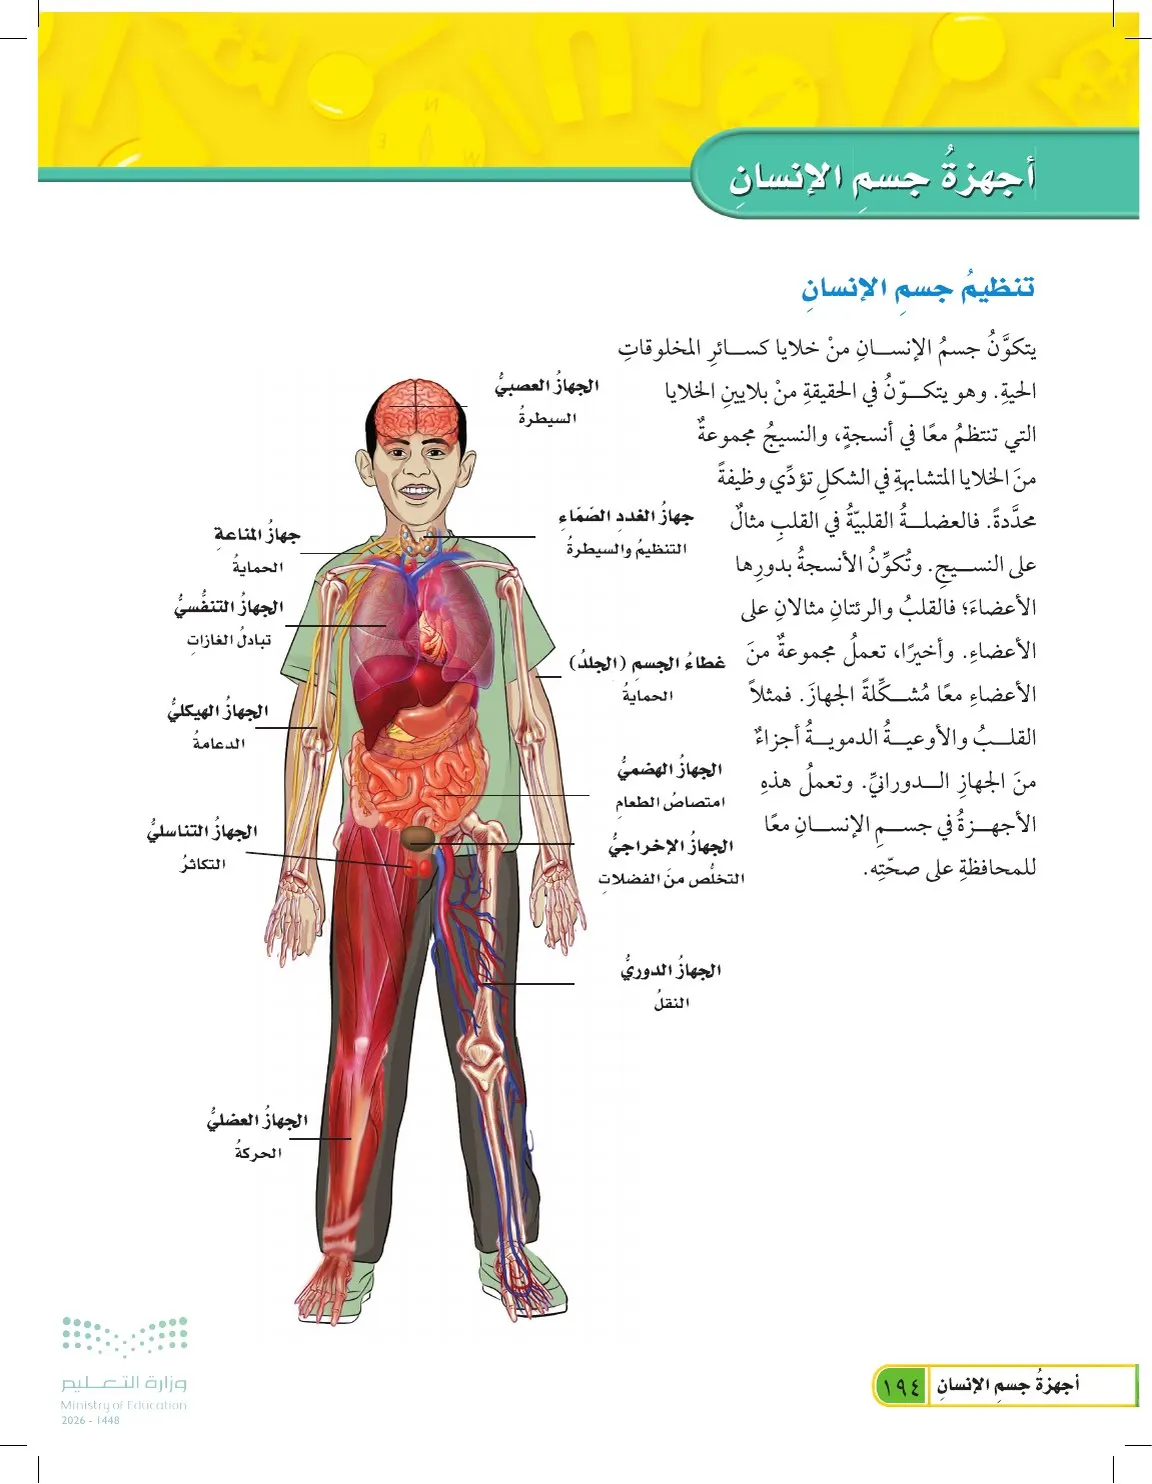 أجهزةُ جسمِ الإنسانِ
تنظيمُ جسمِ الإنسانِ
يتكوَّنُ جسمُ الإنسانِ منْ خلايا كسائرِ المخلوقاتِ
الحيةِ. وهو يتكوّنُ في الحقيقةِ منْ بلايينِ الخلايا
التي تنتظمُ معًا في أنسجةٍ، والنسيجُ مجموعةٌ
منَ الخلايا المتشابهةِ في الشكلِ تؤدِّي وظيفةً
محدَّدةً. فالعضلةُ القلبيّةُ في القلبِ مثالٌ
على النسيجِ. وتُكوِّنُ الأنسجةُ بدورِها
الأعضاءَ؛ فالقلبُ والرئتانِ مثالانِ على
الأعضاءِ. وأخيرًا، تعملُ مجموعةٌ منَ
الأعضاءِ معًا مُشكِّلةً الجهازَ. فمثلاً
القلبُ والأوعيةُ الدمويةُ أجزاءٌ
منَ الجهازِ الدورانيِّ. وتعملُ هذهِ
الأجهزةُ في جسمِ الإنسانِ معًا
للمحافظةِ على صحّتِه.
الجهازُ العصبيُّ
السيطرةُ
جهازُ الغددِ الصّمّاءِ
التنظيمُ والسيطرةُ
غطاءُ الجسمِ (الجلدُ)
الحمايةُ
الجهازُ الهضميُّ
امتصاصُ الطعامِ
الجهازُ الإخراجيُّ
التخلُّص منَ الفضلاتِ
الجهازُ الدوريُّ
النقلُ
جهازُ المناعةِ
الحمايةُ
الجهازُ التنفُّسيُّ
تبادلُ الغازاتِ
الجهازُ الهيكليُّ
الدعامةُ
الجهازُ التناسليُّ
التكاثرُ
الجهازُ العضليُّ
الحركةُ
أجهزةُ جسمِ الإنسانِ ١٩٤
وزارة التعليم
Ministry of Education
2026 - 1448